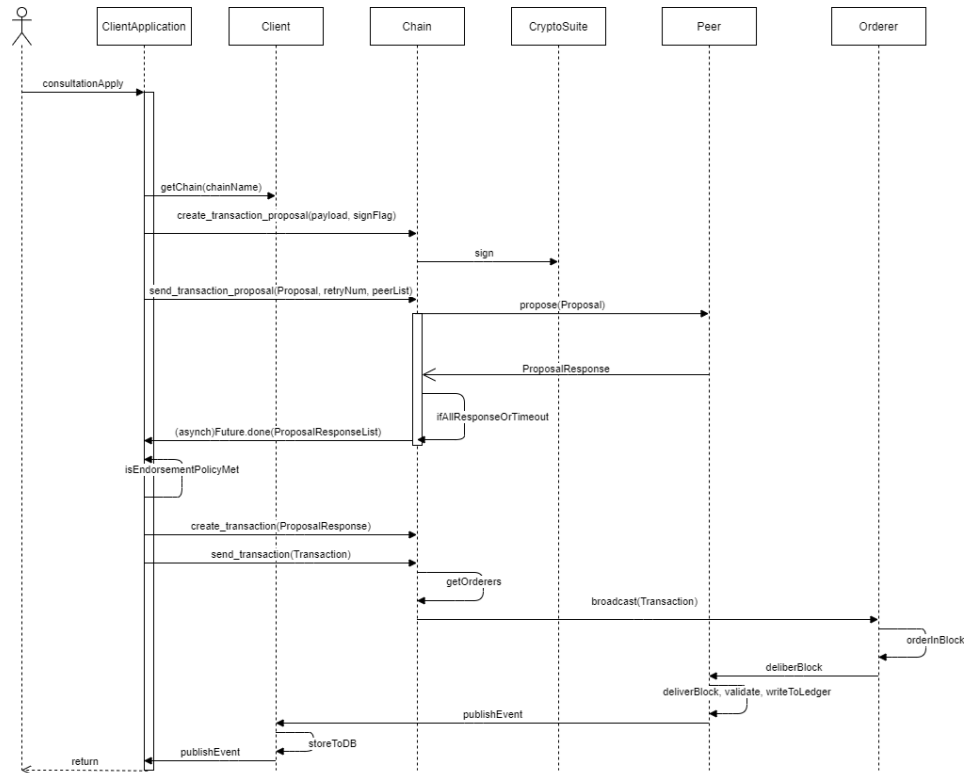 ClientApplication
Client
Chain
CryptoSuite
Peer
Orderer
consultationApply
getChain(chainName)
create_transaction_proposal(payload, signFlag)
sign
send_transaction_proposal(Proposal, retryNum, peerList)
propose(Proposal)
ProposalResponse
ifAllResponseOrTimeout
(asynch)Future.done(ProposalResponseList)
isEndorsementPolicyMet
create_transaction(ProposalResponse)
send_transaction(Transaction)
getOrderers
broadcast(Transaction)
orderInBlock
deliberBlock
deliverBlock, validate, writeToLedger
publishEvent
storeToDB
publishEvent
return